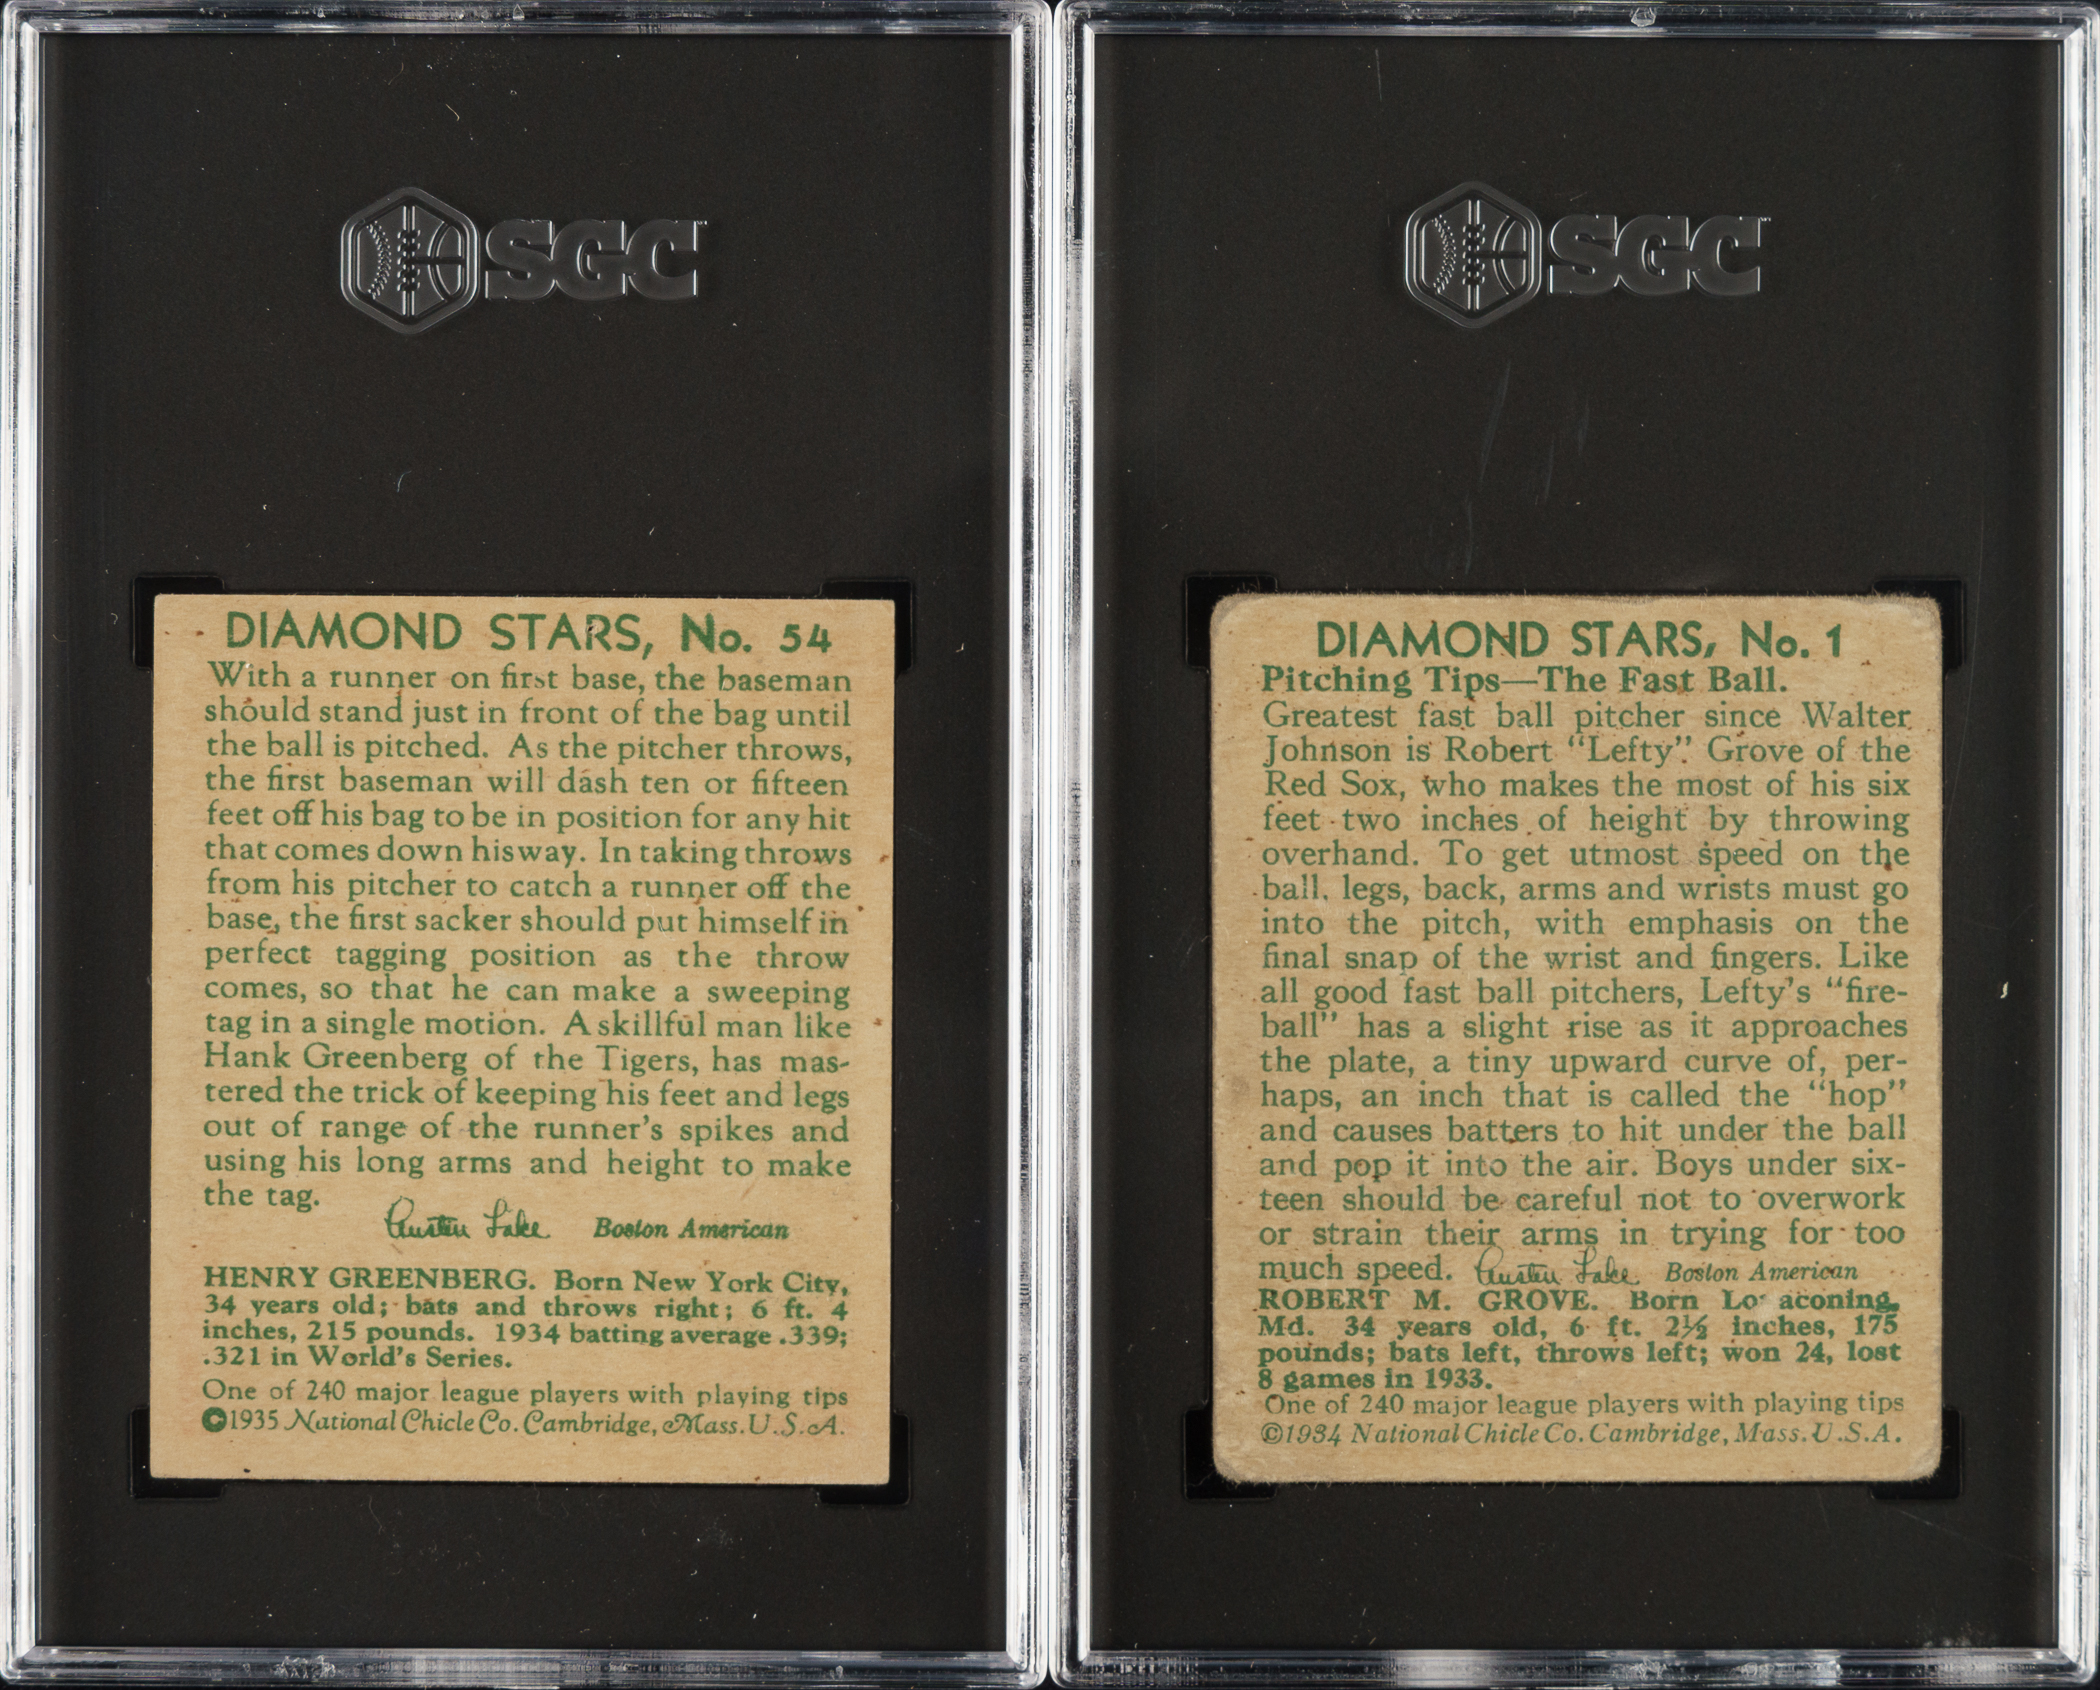 SGC
DIAMOND STARS, No. 54
With a runner on first base, the baseman
should stand just in front of the bag until
the ball is pitched. As the pitcher throws,
the first baseman will dash ten or fifteen
feet off his bag to be in position for any hit
that comes down hisway. In taking throws
from his pitcher to catch a runner off the
base, the first sacker should put himself in
perfect tagging position as the throw
comes, so that he can make a sweeping
tag in a single motion. A skillful man like
Hank Greenberg of the Tigers, has mas-
tered the trick of keeping his feet and legs
out of range of the runner's spikes and
using his long arms and height to make
the tag.
Austen Lake Boston American
HENRY GREENBERG. Born New York City,
34 years old; bats and throws right; 6 ft. 4
inches, 215 pounds. 1934 batting average .339;
.321 in World's Series.
One of 240 major league players with playing tips
©1935 National Chicle Co. Cambridge, Mass. U.S.A.
SGC
DIAMOND STARS, No. 1
Pitching Tips—The Fast Ball.
Greatest fast ball pitcher since Walter
Johnson is Robert "Lefty" Grove of the
Red Sox, who makes the most of his six
feet two inches of height by throwing
overhand. To get utmost speed on the
ball, legs, back, arms and wrists must go
into the pitch, with emphasis on the
final snap of the wrist and fingers. Like
all good fast ball pitchers, Lefty's "fire-
ball" has a slight rise as it approaches
the plate, a tiny upward curve of, per-
haps, an inch that is called the "hop"
and causes batters to hit under the ball
and pop it into the air. Boys under six-
teen should be careful not to overwork
or strain their arms in trying for too
much speed. Austen Lake Boston American
ROBERT M. GROVE. Born Lo aconing,
Md. 34 years old, 6 ft. 2½ inches, 175
pounds; bats left, throws left; won 24, lost
8 games in 1933.
One of 240 major league players with playing tips
©1934 National Chicle Co. Cambridge, Mass. U.S.A.